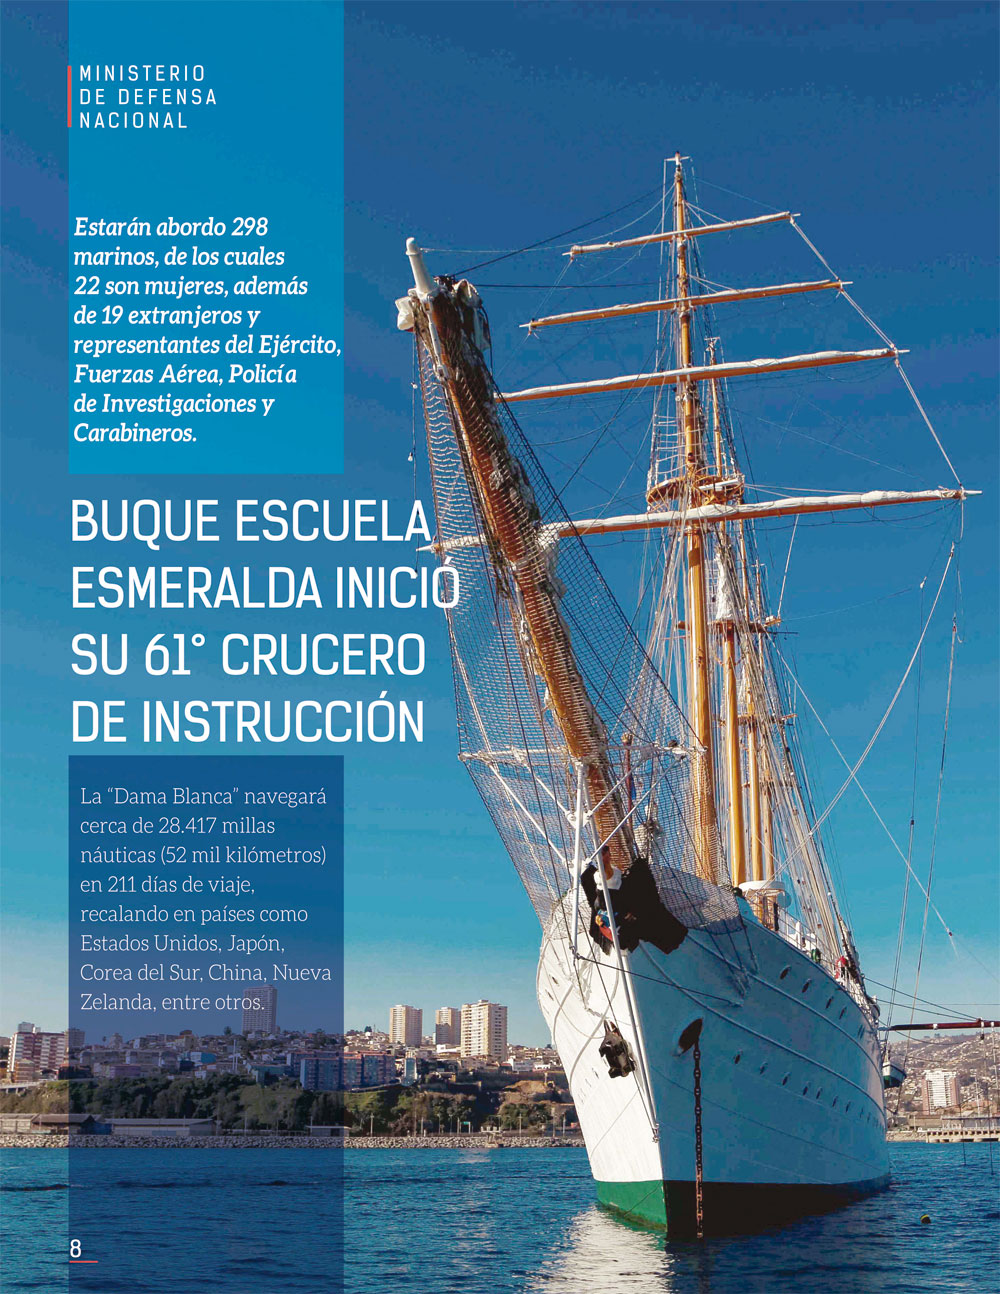 MINISTERIO
DE DEFENSA
NACIONAL
Estarán abordo 298
marinos, de los cuales
22 son mujeres, además
de 19 extranjeros y
representantes del Ejército,
Fuerzas Aérea, Policía
de Investigaciones y
Carabineros.
BUQUE ESCUELA
ESMERALDA INICIÓ
SU 61° CRUCERO
DE INSTRUCCIÓN
La “Dama Blanca” navegará
cerca de 28.417 millas
náuticas (52 mil kilómetros)
en 211 días de viaje,
recalando en países como
Estados Unidos, Japón,
Corea del Sur, China, Nueva
Zelanda, entre otros.
8